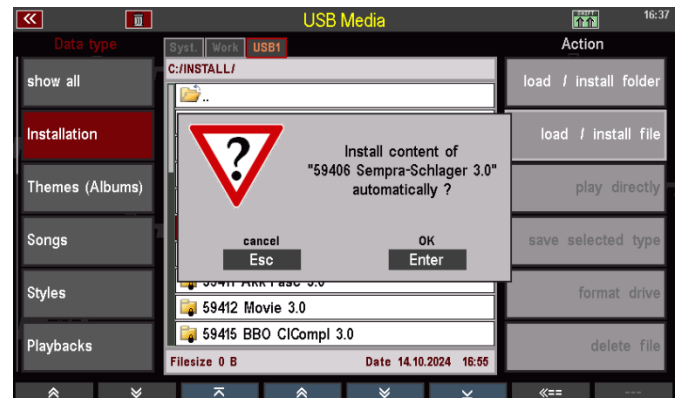 USB Media
16:37
Data type
Syst. Work USB1
Action
C:/INSTALL/
show all
..
load / install folder
Installation
load / install file
?
Install content of
"59406 Sempra-Schlager 3.0"
automatically ?
cancel
OK
Esc
Enter
Themes (Albums)
play directly
Songs
save selected type
Styles
format drive
59412 Movie 3.0
59415 BBO ClCompl 3.0
Playbacks
delete file
Filesize 0 B
Date 14.10.2024 16:55
«==
---